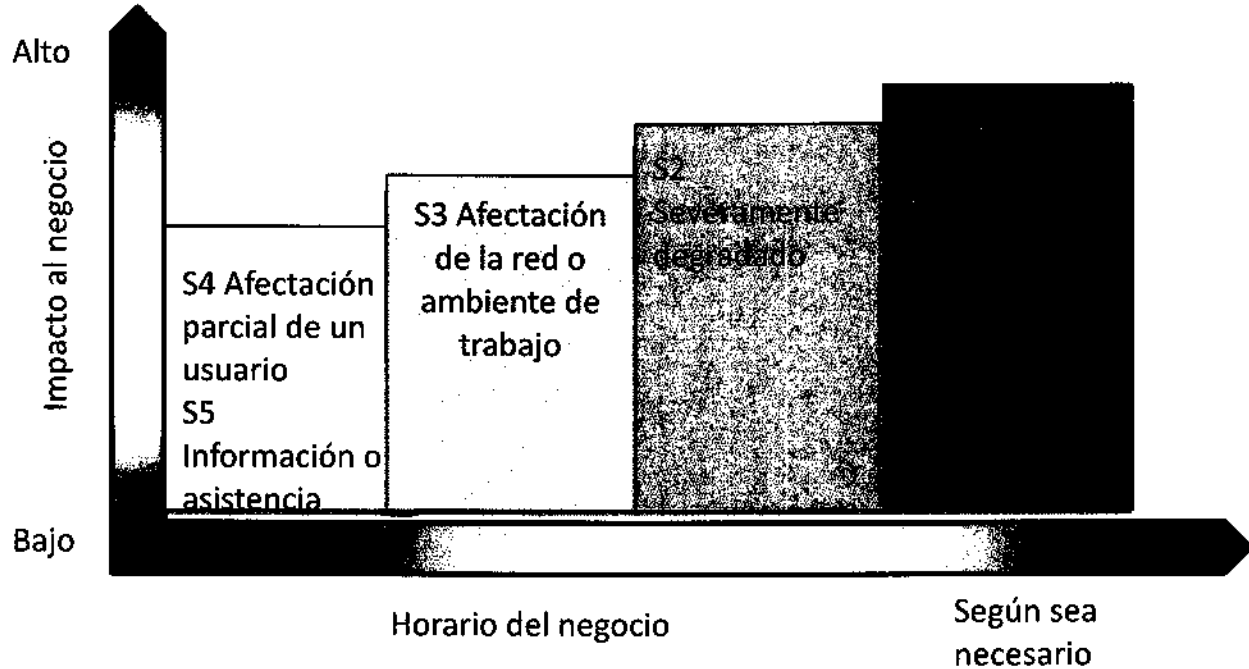 Alto
Impacto al negocio
S4 Afectación
parcial de un
usuario
S5
Información o
asistencia
S3 Afectación
de la red o
ambiente de
trabajo
S2
Severamente
degradado
Bajo
Horario del negocio
Según sea
necesario